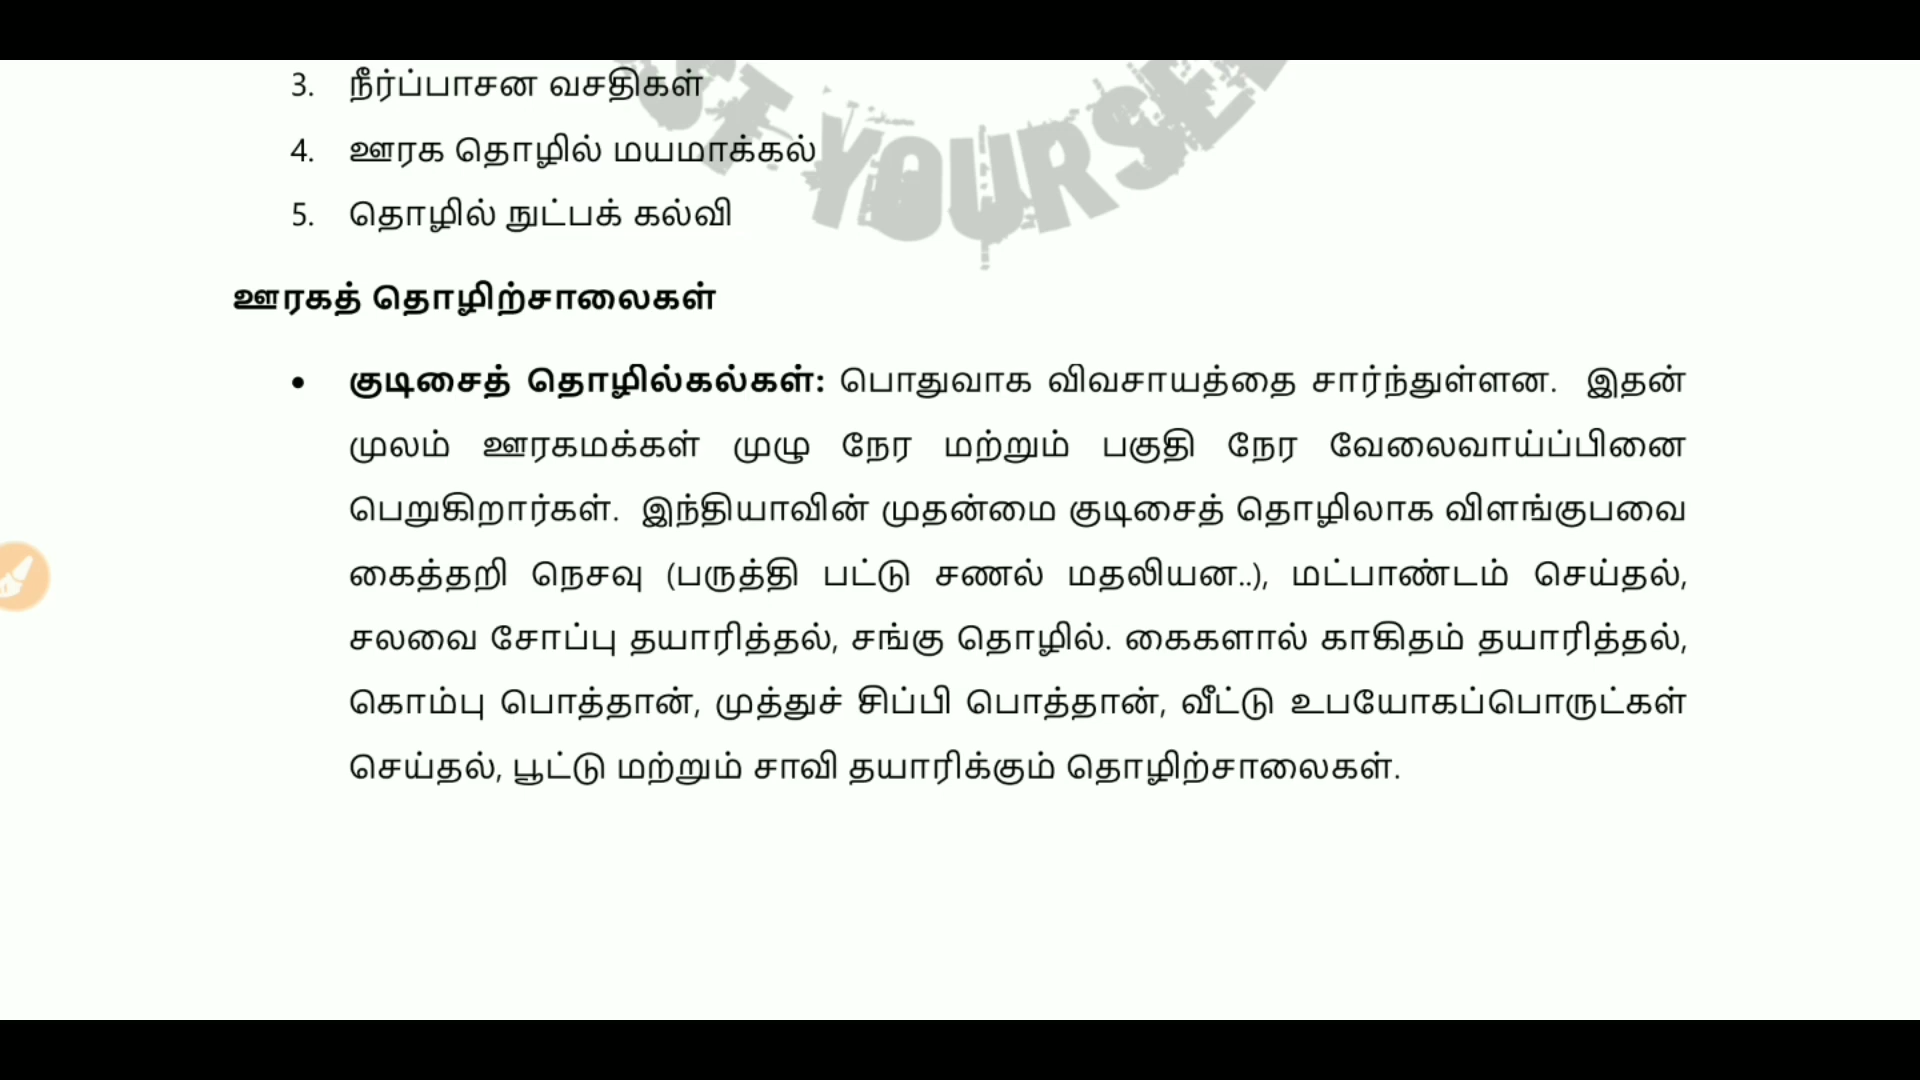 3. நீர்ப்பாசன வசதிகள்
4. ஊரக தொழில் மயமாக்கல்
5. தொழில் நுட்பக் கல்வி
YOURSE
ஊரகத் தொழிற்சாலைகள்
• குடிசைத் தொழில்கல்கள்: பொதுவாக விவசாயத்தை சார்ந்துள்ளன. இதன்
முலம் ஊரகமக்கள் முழு நேர மற்றும் பகுதி நேர வேலைவாய்ப்பினை
பெறுகிறார்கள். இந்தியாவின் முதன்மை குடிசைத் தொழிலாக விளங்குபவை
கைத்தறி நெசவு (பருத்தி பட்டு சணல் மதலியன..), மட்பாண்டம் செய்தல்,
சலவை சோப்பு தயாரித்தல், சங்கு தொழில். கைகளால் காகிதம் தயாரித்தல்,
கொம்பு பொத்தான், முத்துச் சிப்பி பொத்தான், வீட்டு உபயோகப்பொருட்கள்
செய்தல், பூட்டு மற்றும் சாவி தயாரிக்கும் தொழிற்சாலைகள்.